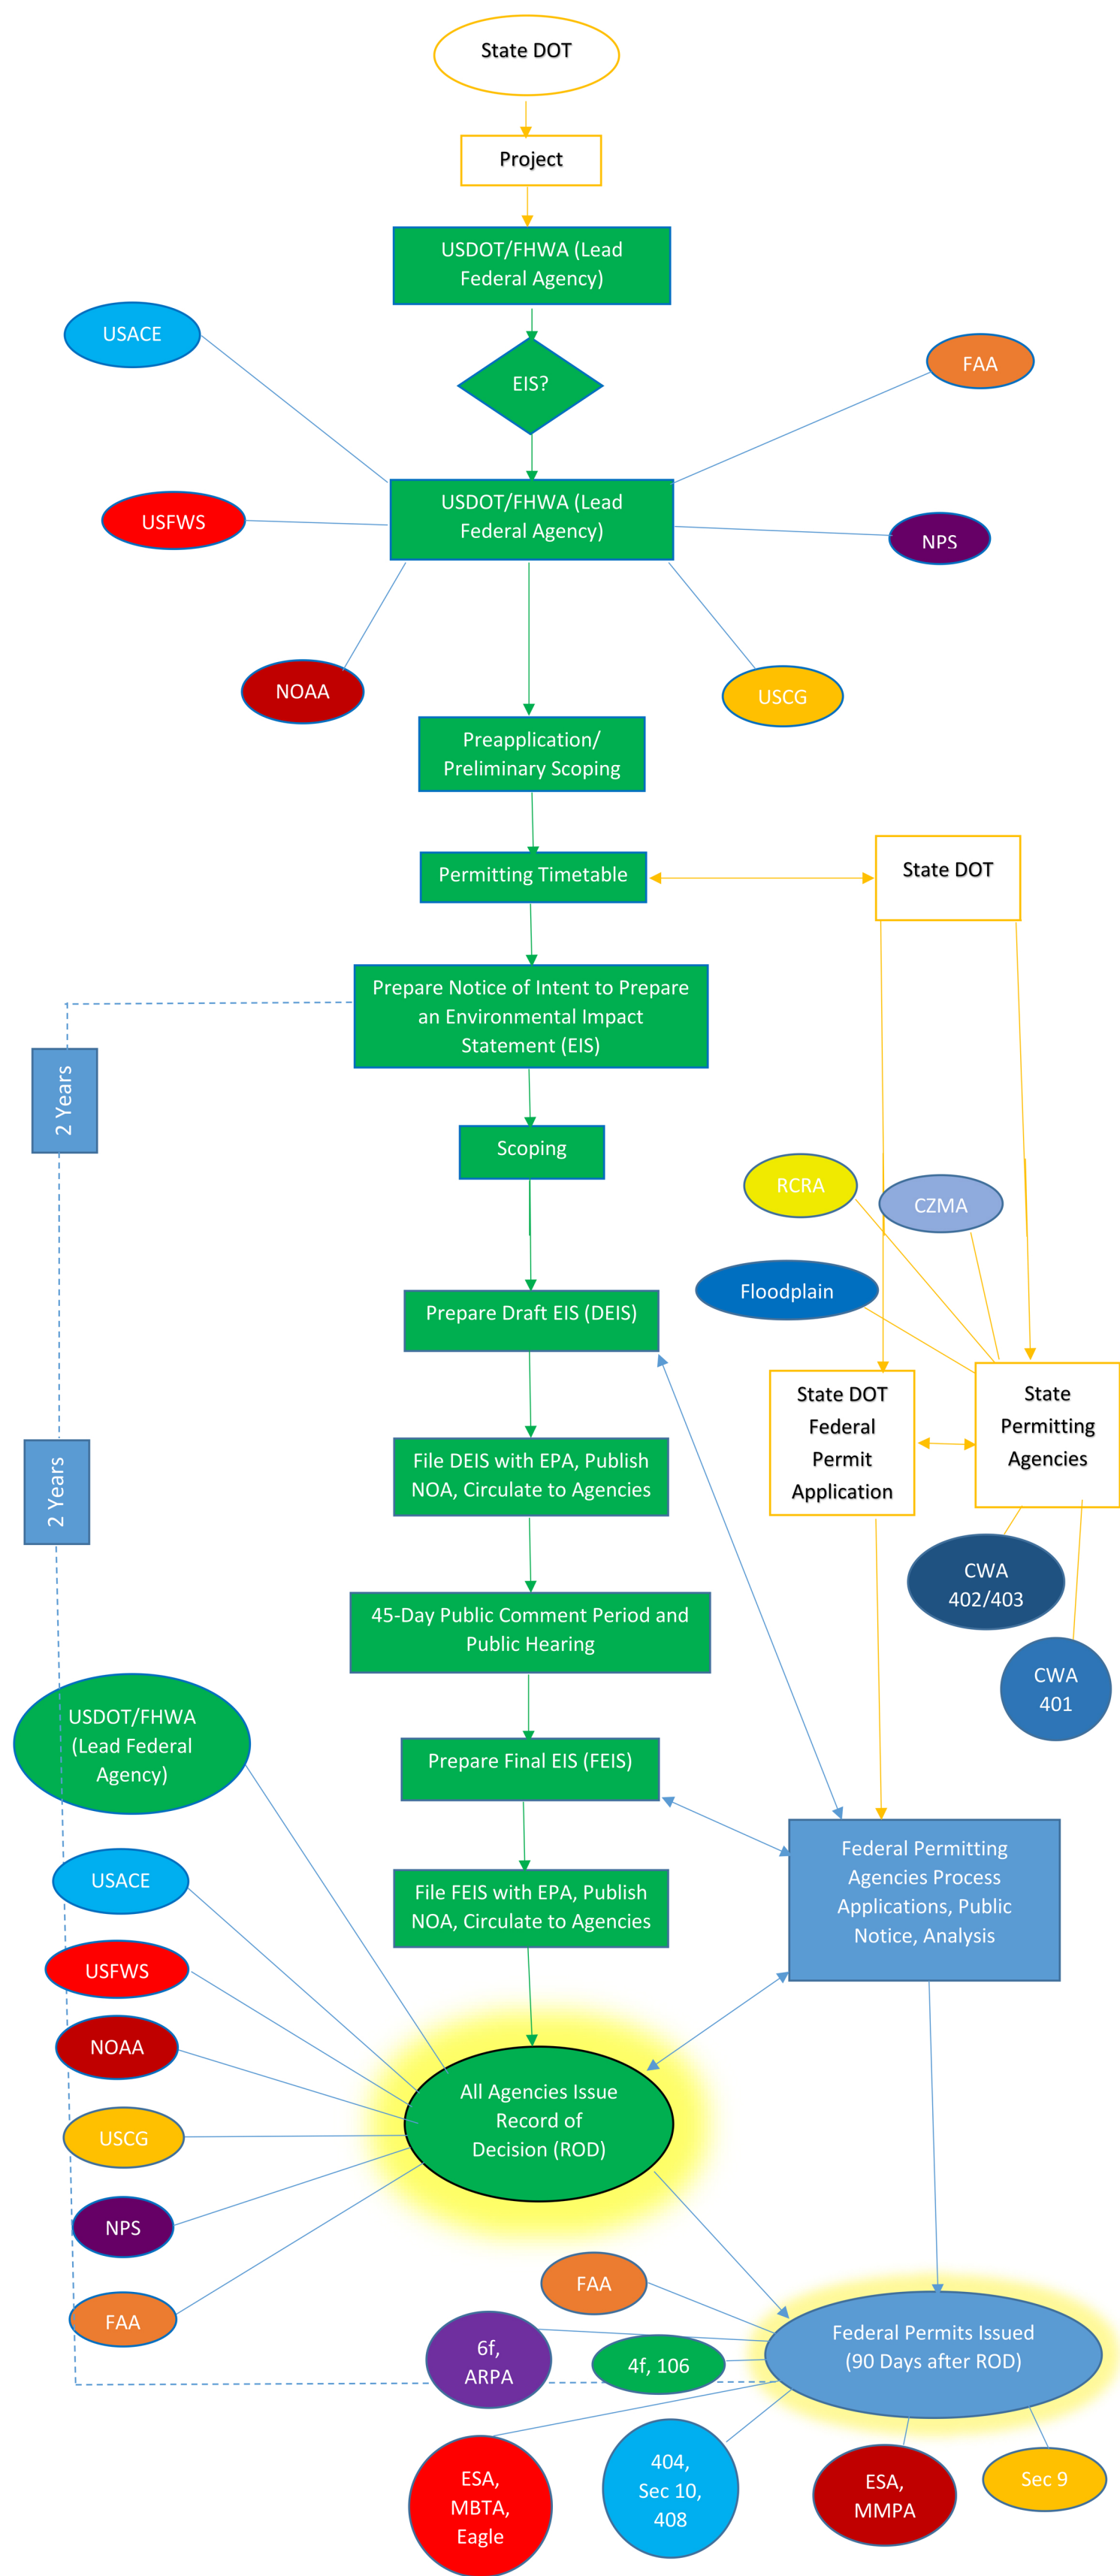 State DOT
Project
USDOT/FHWA (Lead
Federal Agency)
USACE
FAA
EIS?
USDOT/FHWA (Lead
Federal Agency)
USFWS
NPS
NOAA
USCG
Preapplication/
Preliminary Scoping
Permitting Timetable
State DOT
Prepare Notice of Intent to Prepare
an Environmental Impact
Statement (EIS)
2 Years
Scoping
RCRA
CZMA
Floodplain
Prepare Draft EIS (DEIS)
State DOT
Federal
Permit
Application
State
Permitting
Agencies
File DEIS with EPA, Publish
NOA, Circulate to Agencies
2 Years
CWA
402/403
45-Day Public Comment Period and
Public Hearing
CWA
401
USDOT/FHWA
(Lead Federal
Agency)
Prepare Final EIS (FEIS)
Federal Permitting
Agencies Process
Applications, Public
Notice, Analysis
USACE
File FEIS with EPA, Publish
NOA, Circulate to Agencies
USFWS
NOAA
All Agencies Issue
Record of
Decision (ROD)
USCG
NPS
FAA
FAA
Federal Permits Issued
(90 Days after ROD)
6f,
ARPA
4f, 106
ESA,
MBTA,
Eagle
404,
Sec 10,
408
ESA,
MMPA
Sec 9